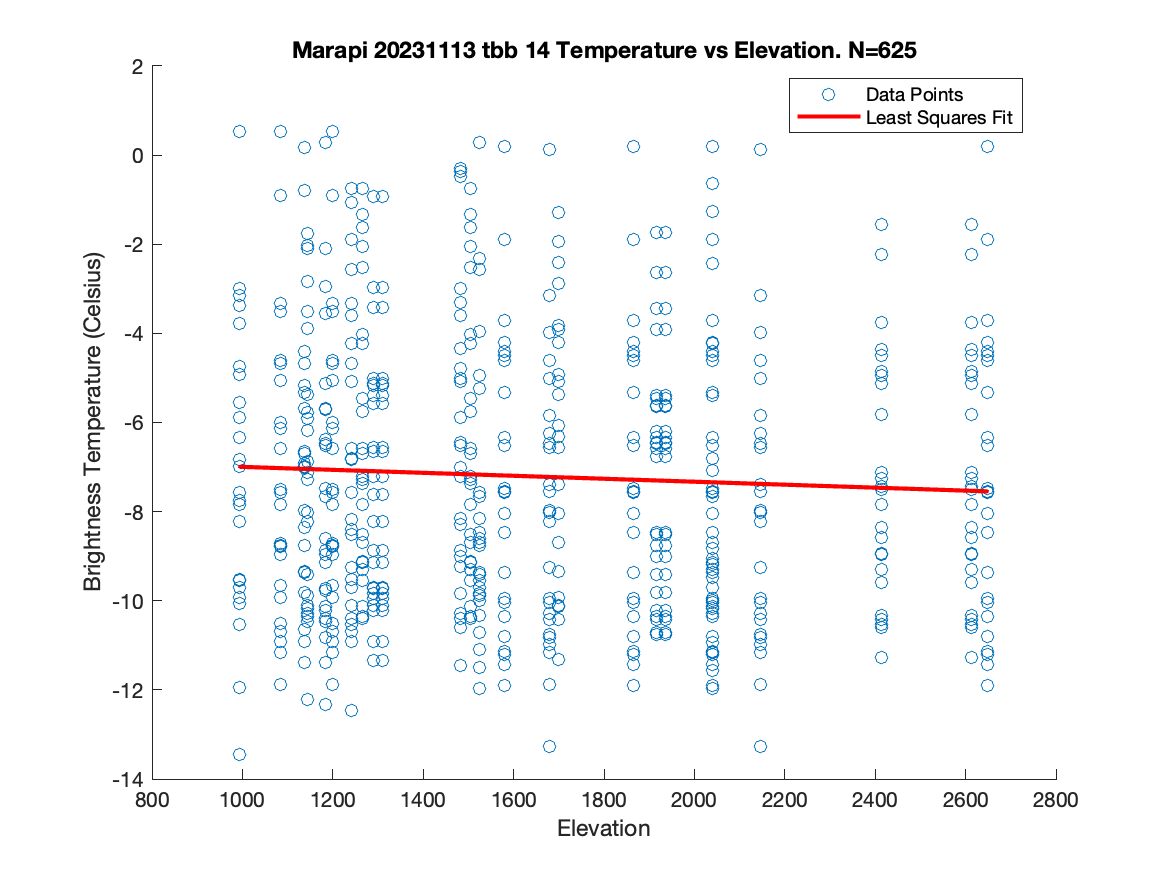 Marapi 20231113 tbb 14 Temperature vs Elevation. N=625
Data Points
Least Squares Fit
2
0
-2
-4
-6
-8
-10
-12
-14
Brightness Temperature (Celsius)
800 1000 1200 1400 1600 1800 2000 2200 2400 2600 2800
Elevation